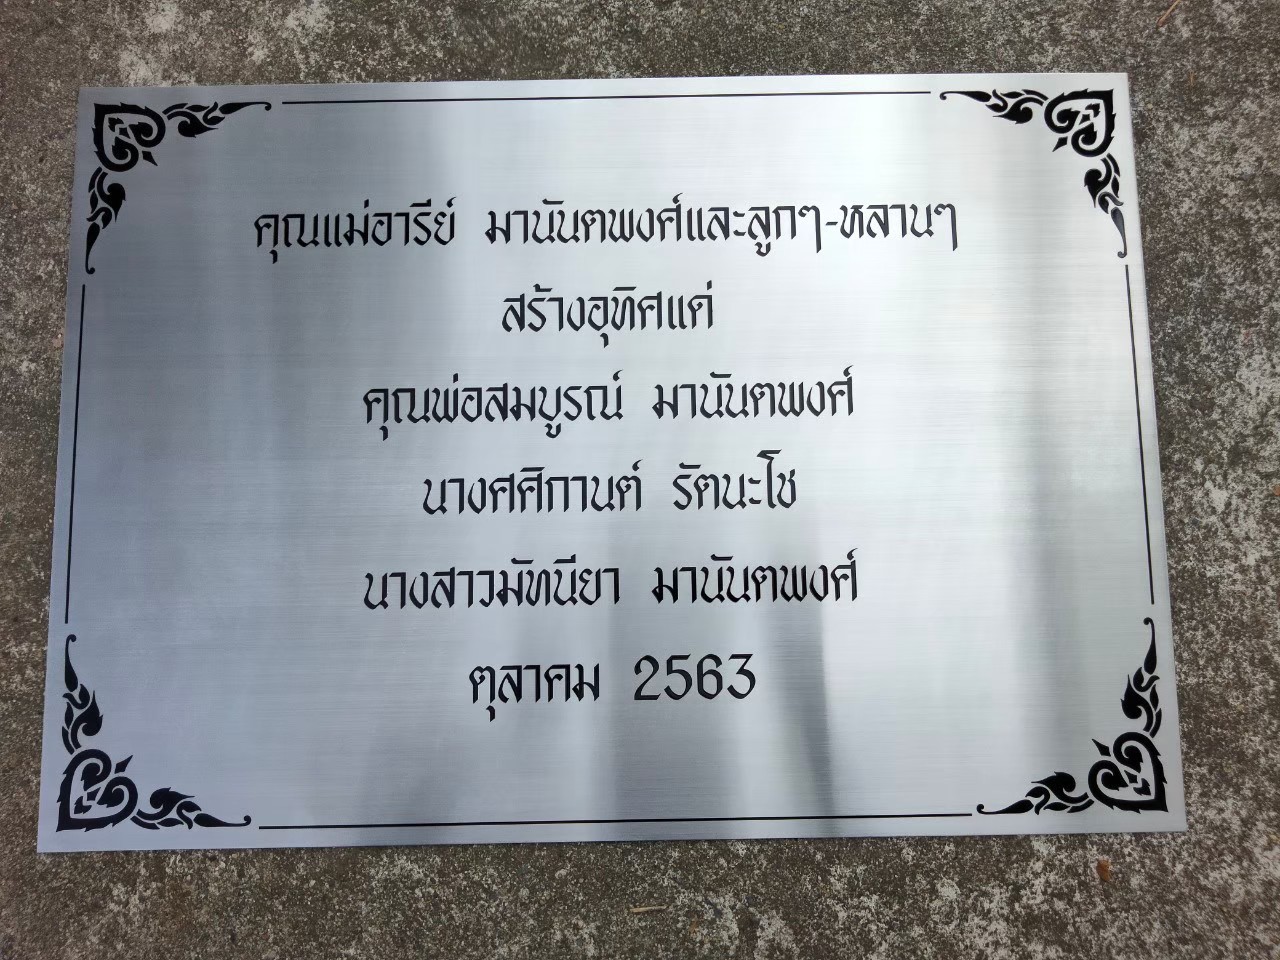 คุณแม่อารีย์ มานันตพงศ์และลูกๆ-หลานๆ
สร้างอุทิศแด่
คุณพ่อสมบูรณ์ มานันตพงศ์
นางศศิกานต์ รัตนะโช
นางสาวมัทนียา มานันตพงศ์
ตุลาคม 2563